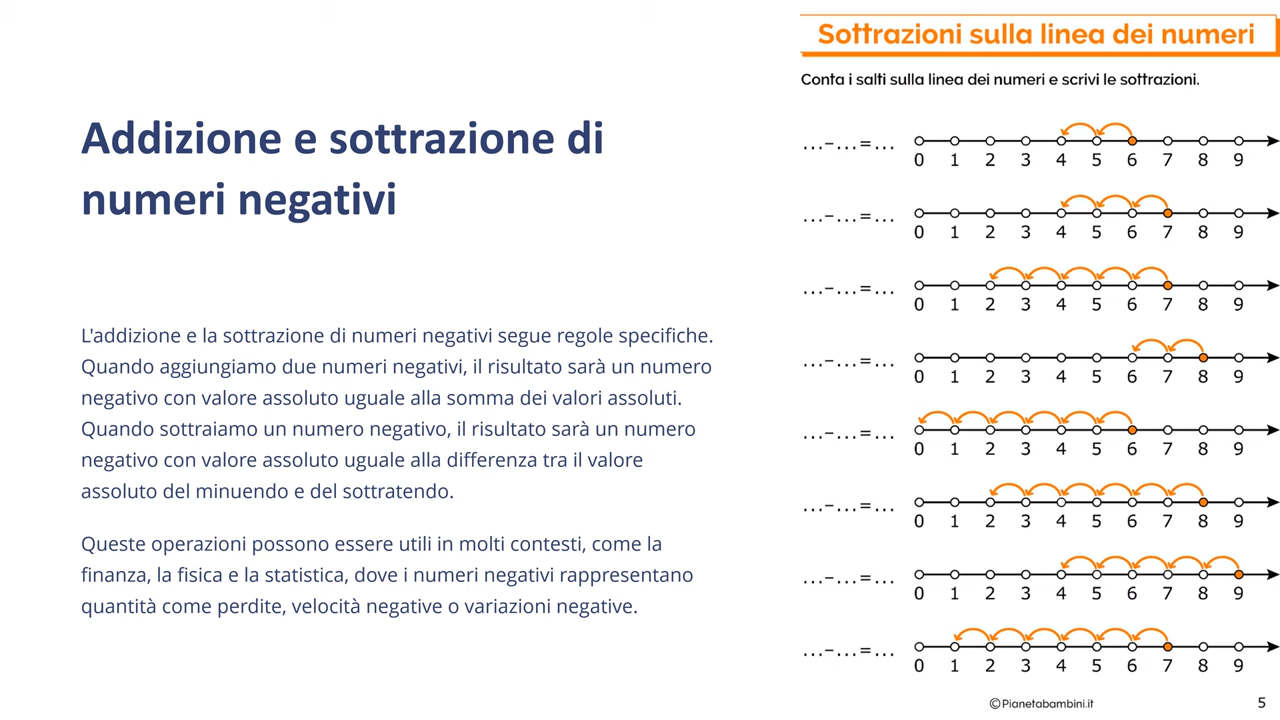 Addizione e sottrazione di
numeri negativi
L'addizione e la sottrazione di numeri negativi segue regole specifiche.
Quando aggiungiamo due numeri negativi, il risultato sarà un numero
negativo con valore assoluto uguale alla somma dei valori assoluti.
Quando sottraiamo un numero negativo, il risultato sarà un numero
negativo con valore assoluto uguale alla differenza tra il valore
assoluto del minuendo e del sottratendo.
Queste operazioni possono essere utili in molti contesti, come la
finanza, la fisica e la statistica, dove i numeri negativi rappresentano
quantità come perdite, velocità negative o variazioni negative.
Sottrazioni sulla linea dei numeri
Conta i salti sulla linea dei numeri e scrivi le sottrazioni.
...-...=...
0 1 2 3 4 5 6 7 8 9
...-...=...
0 1 2 3 4 5 6 7 8 9
...-...=...
0 1 2 3 4 5 6 7 8 9
...-...=...
0 1 2 3 4 5 6 7 8 9
...-...=...
0 1 2 3 4 5 6 7 8 9
...-...=...
0 1 2 3 4 5 6 7 8 9
...-...=...
0 1 2 3 4 5 6 7 8 9
...-...=...
0 1 2 3 4 5 6 7 8 9
©Pianetabambini.it
5